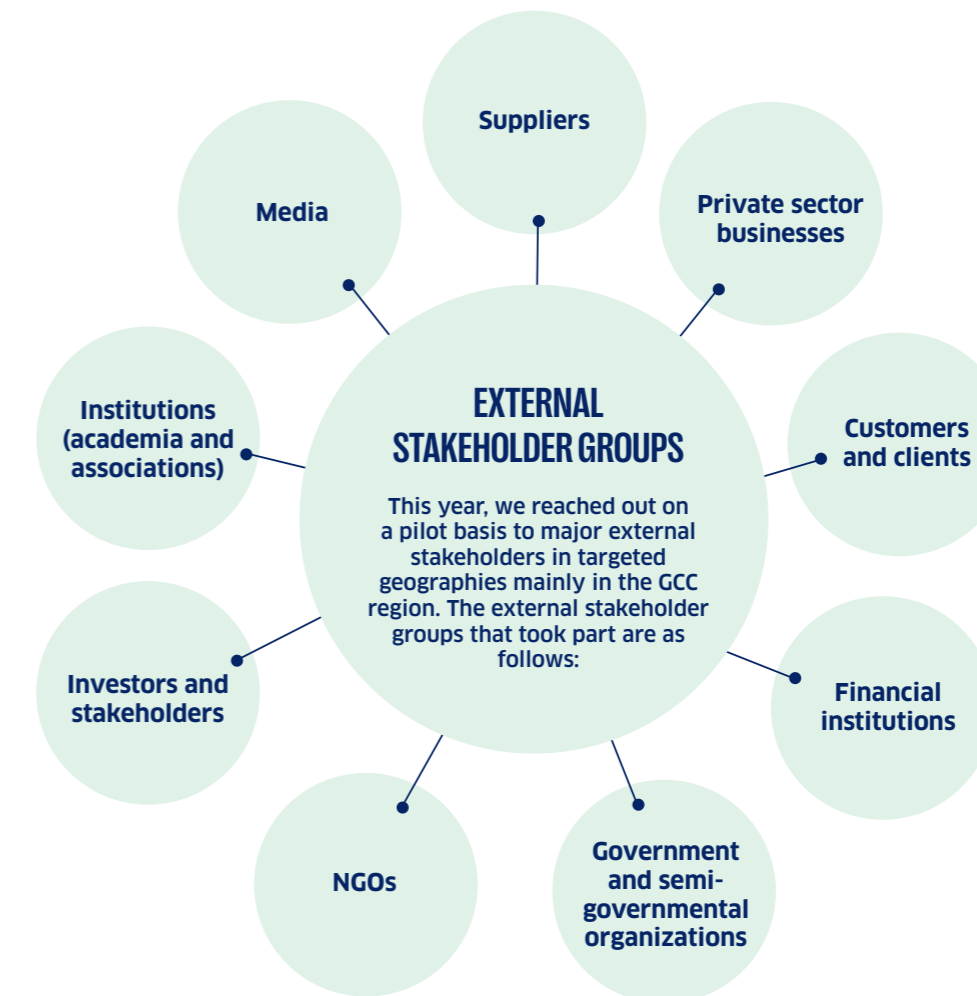 Suppliers
Private sector
businesses
Media
Customers
and clients
Institutions
(academia and
associations)
EXTERNAL
STAKEHOLDER GROUPS
This year, we reached out on
a pilot basis to major external
stakeholders in targeted
geographies mainly in the GCC
region. The external stakeholder
groups that took part are as
follows:
Financial
institutions
Investors and
stakeholders
Government
and semi-
governmental
organizations
NGOs